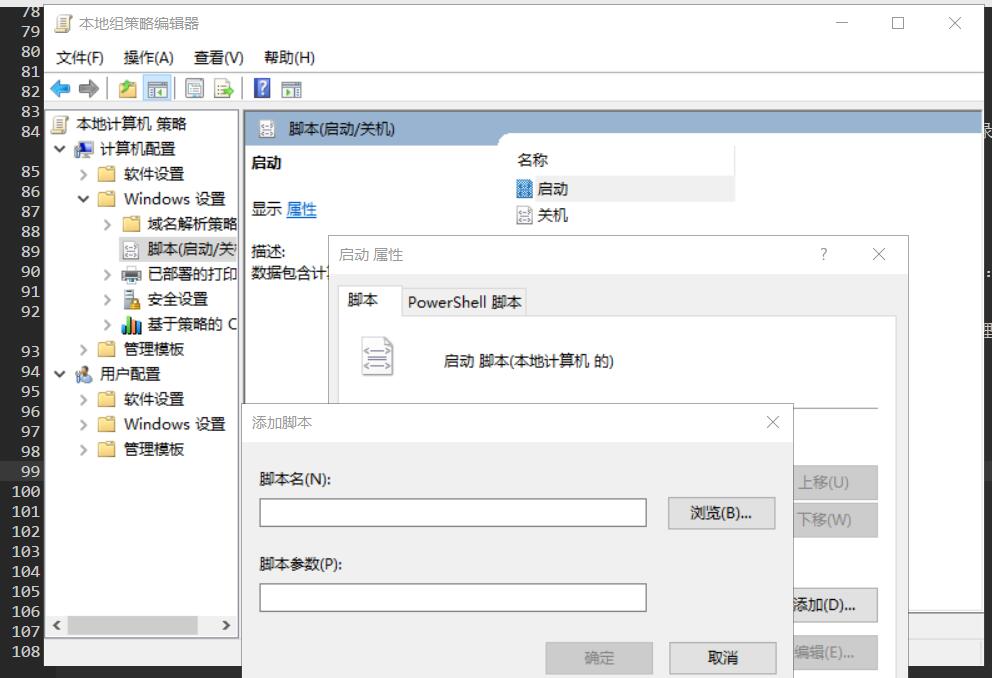 本地组策略编辑器
文件(F) 操作(A) 查看(V) 帮助(H)
本地计算机 策略
计算机配置
软件设置
Windows 设置
域名解析策略
脚本(启动/关
已部署的打印
安全设置
基于策略的
管理模板
用户配置
软件设置
Windows 设置
管理模板
脚本(启动/关机)
启动
显示 属性
描述:
数据包含计
名称
启动
关机
启动 属性
脚本
PowerShell 脚本
启动 脚本(本地计算机 的)
上移(U)
下移(W)
添加(D)...
编辑(E)...
添加脚本
脚本名(N):
浏览(B)...
脚本参数(P):
确定
取消
78
79
80
81
82
83
84
85
86
87
88
89
90
91
92
93
94
95
96
97
98
99
100
101
102
103
104
105
106
107
108